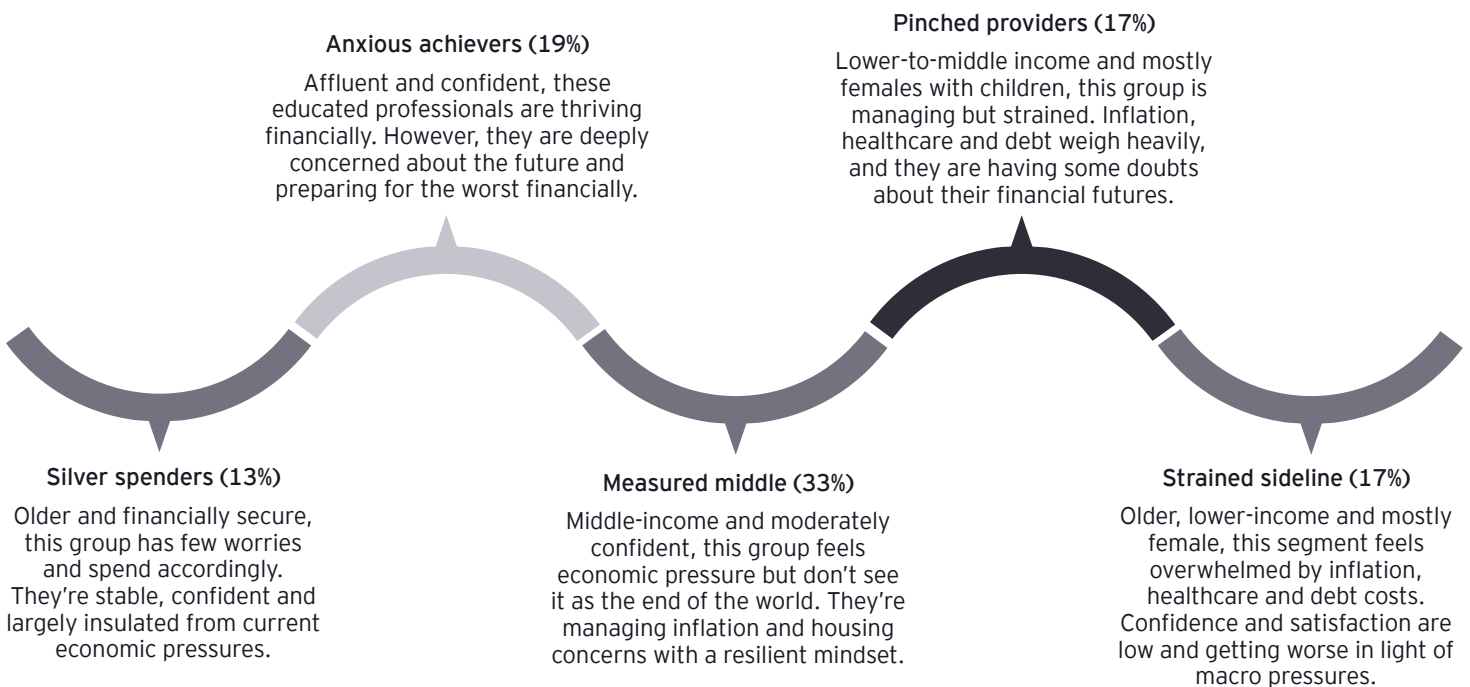 Anxious achievers (19%)
Affluent and confident, these
educated professionals are thriving
financially. However, they are deeply
concerned about the future and
preparing for the worst financially.
Pinched providers (17%)
Lower-to-middle income and mostly
females with children, this group is
managing but strained. Inflation,
healthcare and debt weigh heavily,
and they are having some doubts
about their financial futures.
Silver spenders (13%)
Older and financially secure,
this group has few worries
and spend accordingly.
They're stable, confident and
largely insulated from current
economic pressures.
Measured middle (33%)
Middle-income and moderately
confident, this group feels
economic pressure but don't see
it as the end of the world. They're
managing inflation and housing
concerns with a resilient mindset.
Strained sideline (17%)
Older, lower-income and mostly
female, this segment feels
overwhelmed by inflation,
healthcare and debt costs.
Confidence and satisfaction are
low and getting worse in light of
macro pressures.